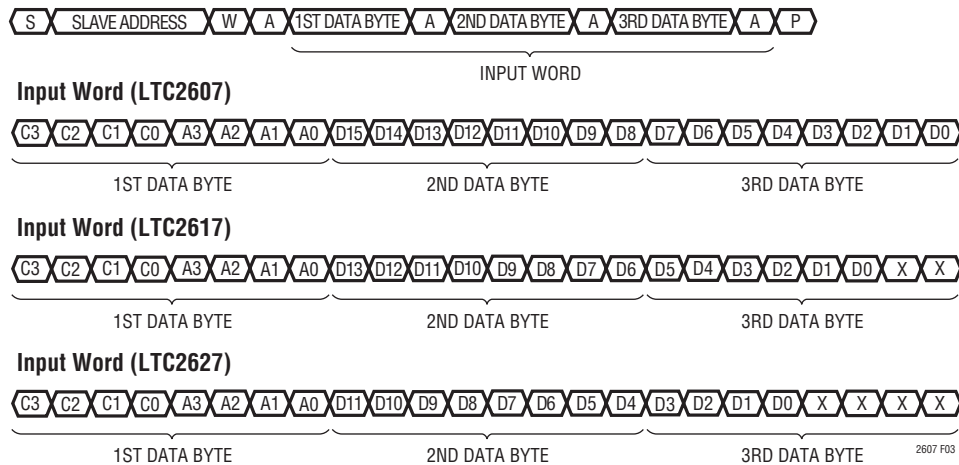 S SLAVE ADDRESS W A 1ST DATA BYTE A 2ND DATA BYTE A 3RD DATA BYTE A P
INPUT WORD
Input Word (LTC2607)
C3 C2 C1 C0 A3 A2 A1 A0 D15 D14 D13 D12 D11 D10 D9 D8 D7 D6 D5 D4 D3 D2 D1 D0
1ST DATA BYTE 2ND DATA BYTE 3RD DATA BYTE
Input Word (LTC2617)
C3 C2 C1 C0 A3 A2 A1 A0 D13 D12 D11 D10 D9 D8 D7 D6 D5 D4 D3 D2 D1 D0 X X
1ST DATA BYTE 2ND DATA BYTE 3RD DATA BYTE
Input Word (LTC2627)
C3 C2 C1 C0 A3 A2 A1 A0 D11 D10 D9 D8 D7 D6 D5 D4 D3 D2 D1 D0 X X X X
1ST DATA BYTE 2ND DATA BYTE 3RD DATA BYTE
2607 F03